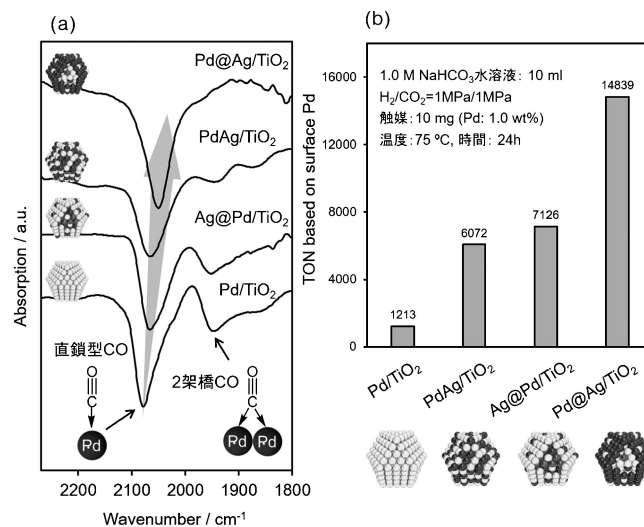 (a)
Pd@Ag/TiO2
PdAg/TiO2
Ag@Pd/TiO2
Pd/TiO2
直鎖型CO
2架橋CO
O
C
Pd
O
C
Pd Pd
Absorption / a.u.
2200 2100 2000 1900 1800
Wavenumber / cm-1
(b)
TON based on surface Pd
16000
12000
8000
4000
0
1.0 M NaHCO3水溶液: 10 ml
H2/CO2=1MPa/1MPa
触媒: 10 mg (Pd: 1.0 wt%)
温度: 75 ºC, 時間: 24h
1213
6072
7126
14839
Pd/TiO2
PdAg/TiO2
Ag@Pd/TiO2
Pd@Ag/TiO2